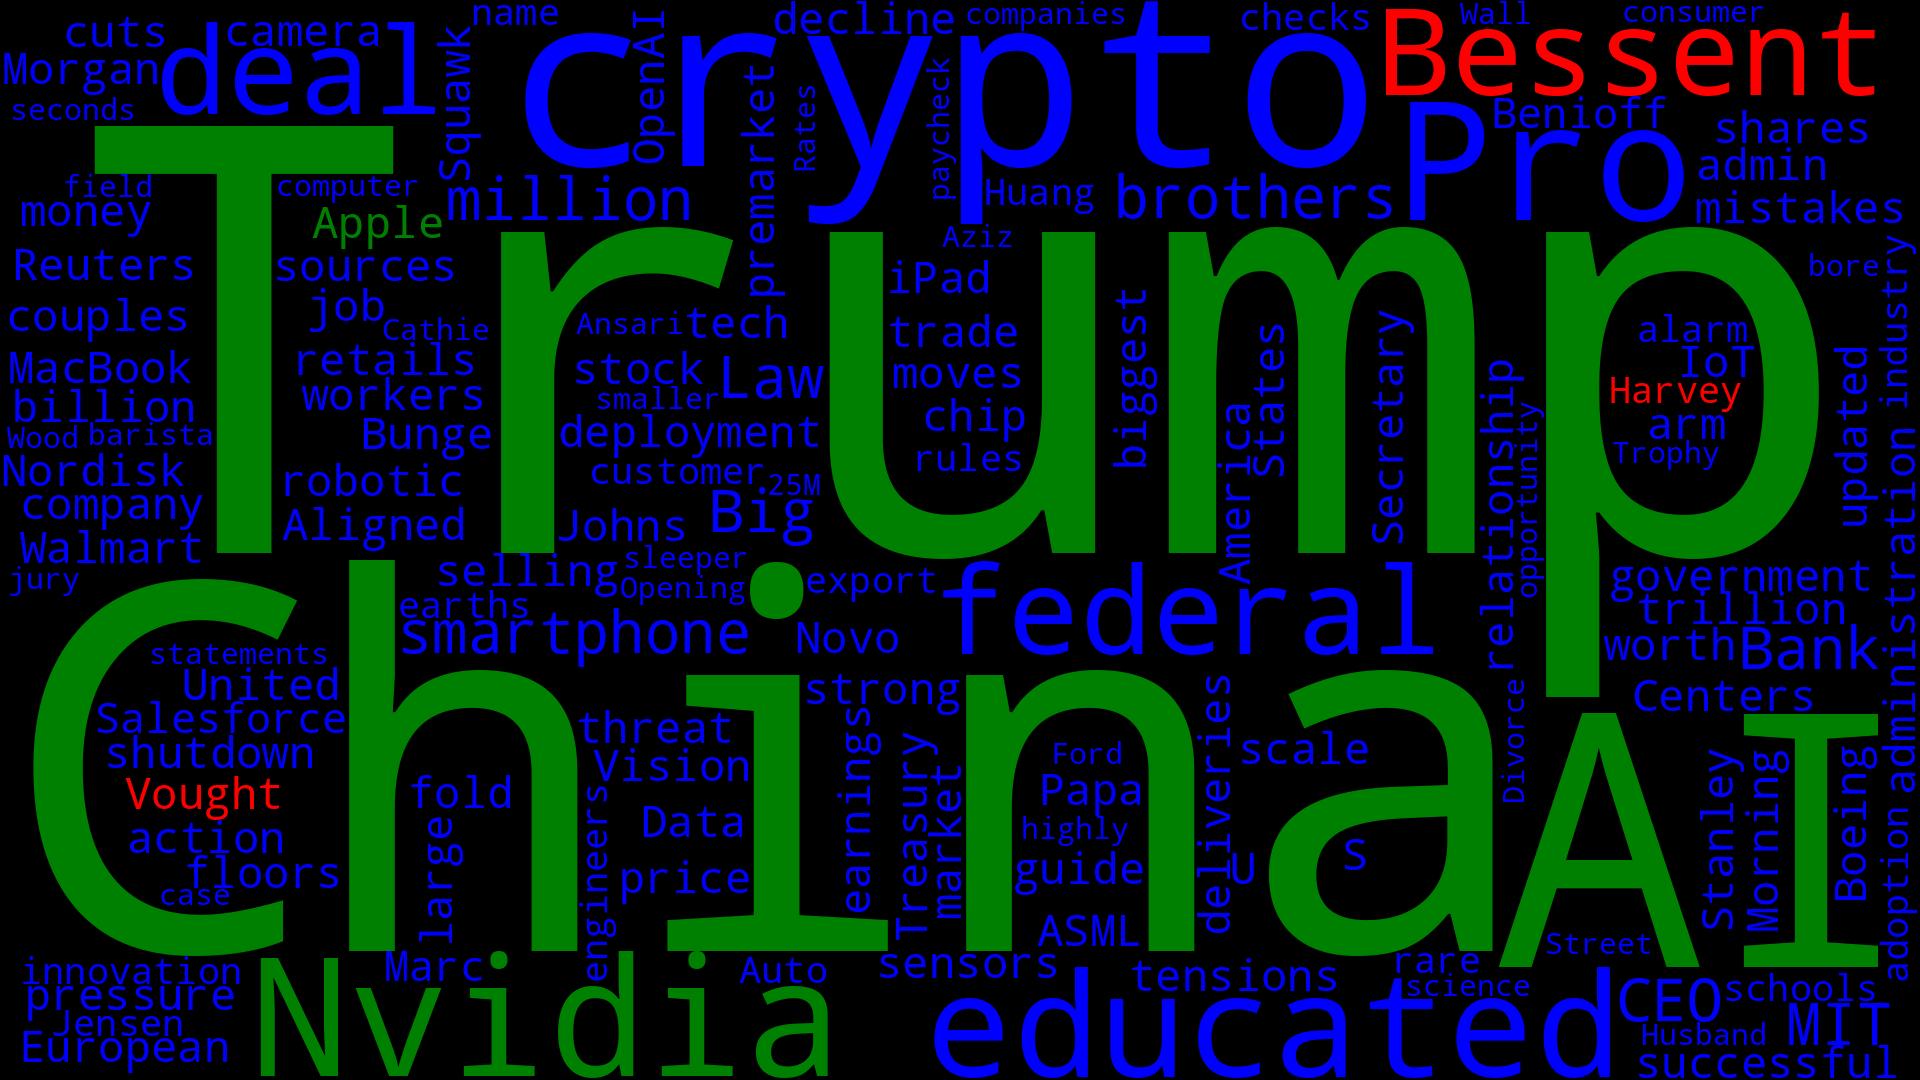 name
decline
companies
checks
Wall
consumer
cuts
camera
deal
crypto
Bessent
Morgan
seconds
Squawk
OpenAI
premarket
Rates
paycheck
Benioff
Pro
shares
admin
mistakes
Trump
field
computer
money
Apple
million
Huang
brothers
Aziz
bore
industry
Reuters
sources
iPad
couples
job
Cathie
Ansari
tech
trade
alarm
IoT
Harvey
arm
Trophy
MacBook
retails
stock
Law
moves
biggest
States
Secretary
updated
billion
workers
smaller
chip
Wood
barista
Bunge
deployment
rules
America
relationship
opportunity
Nordisk
robotic
customer
25M
Big
company
Aligned
Johns
Walmart
jury
selling
sleeper
Opening
export
federal
government
earths
trillion
smartphone
Novo
worth
Bank
administration
China
statements
United
strong
Centers
Salesforce
threat
shutdown
Vision
Ford
scale
Divorce
AI
Vought
fold
Papa
action
Data
highly
floors
large
price
guide
U
S
case
engineers
earnings
Treasury
market
deliveries
Stanley
Morning
Boeing
adoption
ASML
Street
innovation
Marc
Auto
sensors
tensions
rare
science
pressure
Nvidia
educated
CEO
schools
Jensen
Husband
MIT
European
successful